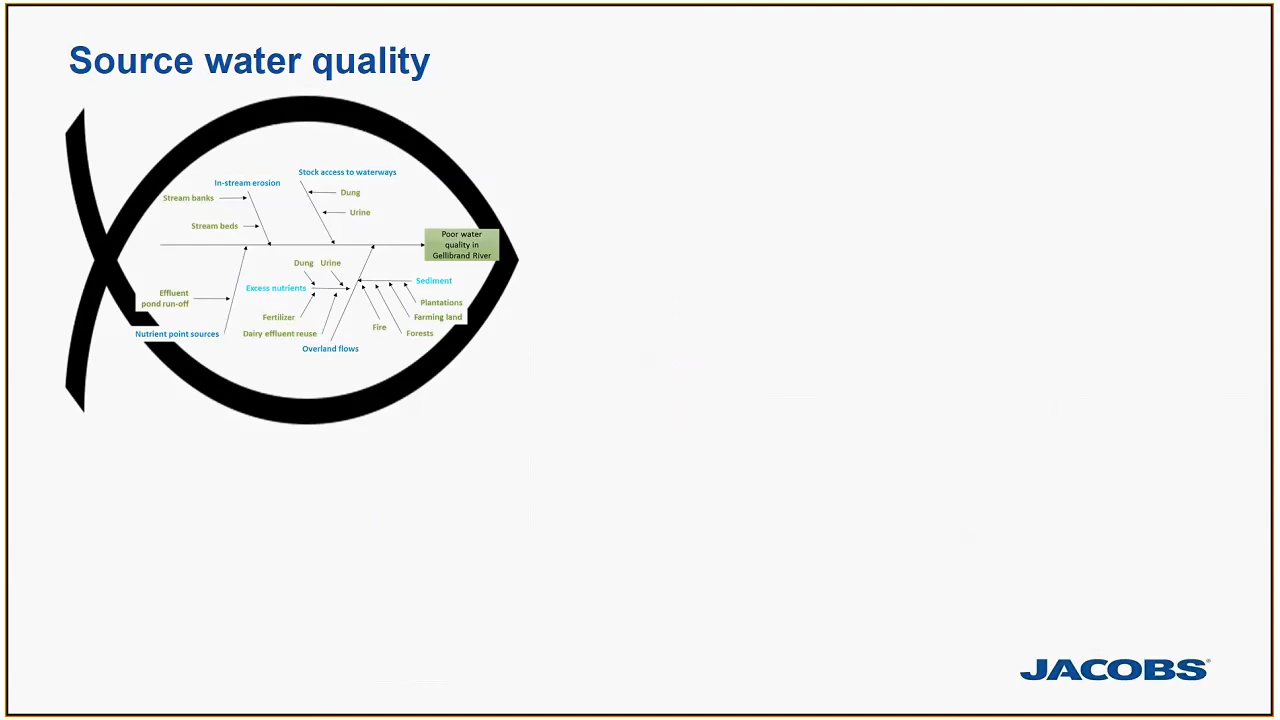 Source water quality
Stock access to waterways
In-stream erosion
Dung
Stream banks
Urine
Stream beds
Poor water
quality in
Gellibrand River
Dung Urine
Sediment
Excess nutrients
Effluent
pond run-off
Plantations
Fertilizer
Farming land
Fire
Forests
Nutrient point sources
Dairy effluent reuse
Overland flows
JACOBS